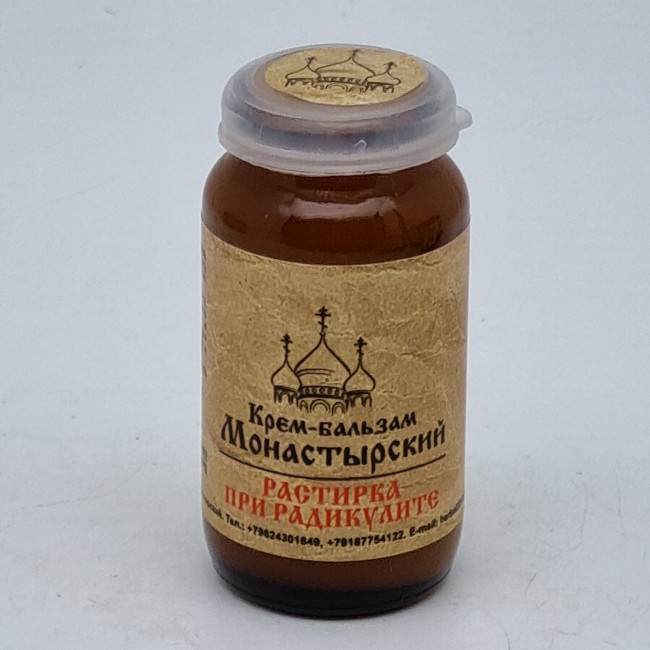 Крем-бальзам
Монастырский
РАСТИРКА
ПРИ РАДИКУЛИТЕ
Тел.: +79624301649, +79187754122. E-mail: